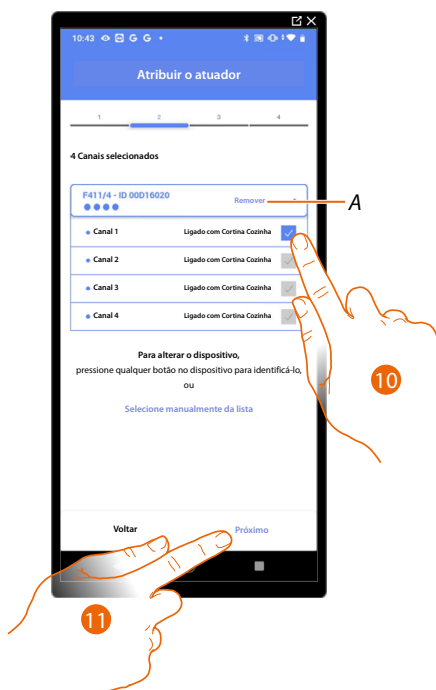 10:43 G G
Atribuir o atuador
1 2 3 4
4 Canais selecionados
F411/4 - ID 00D16020
Remover
A
Canal 1 Ligado com Cortina Cozinha
Canal 2 Ligado com Cortina Cozinha
Canal 3 Ligado com Cortina Cozinha
Canal 4 Ligado com Cortina Cozinha
Para alterar o dispositivo,
pressione qualquer botão no dispositivo para identificá-lo,
ou
Selecione manualmente da lista
10
Voltar Próximo
11